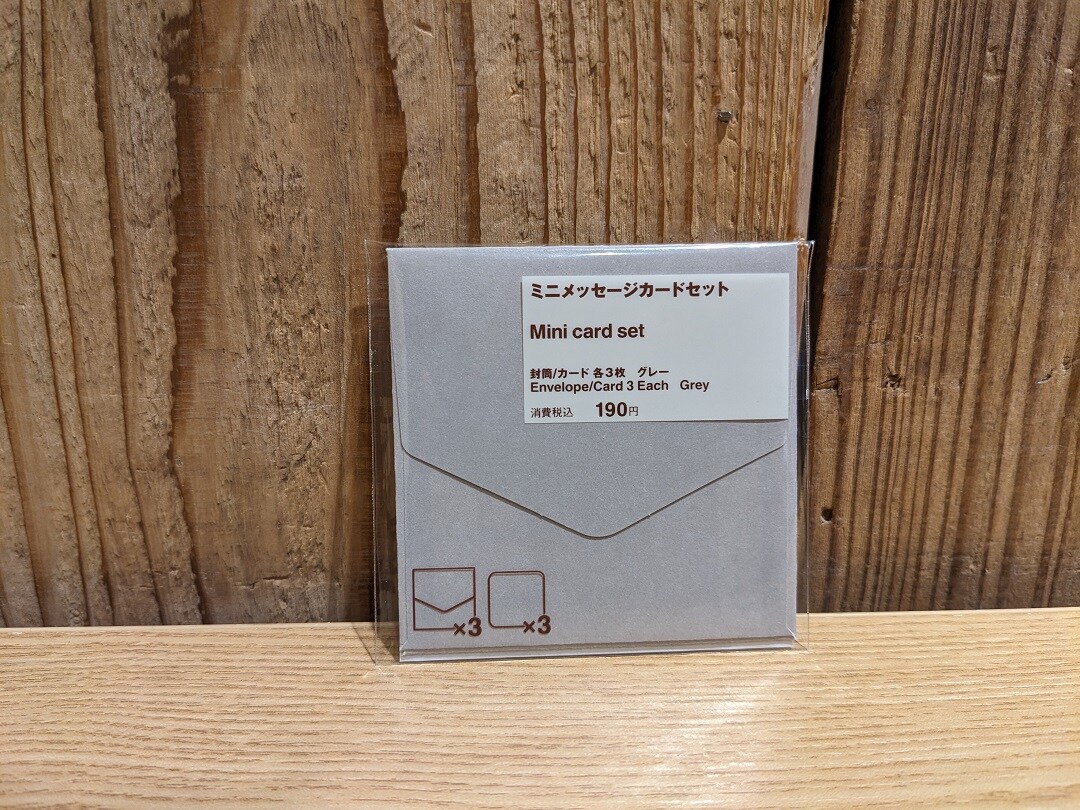 ミニメッセージカードセット
Mini card set
封筒/カード 各3枚　グレー
Envelope/Card 3 Each Grey
消費税込 190円
×3 ×3